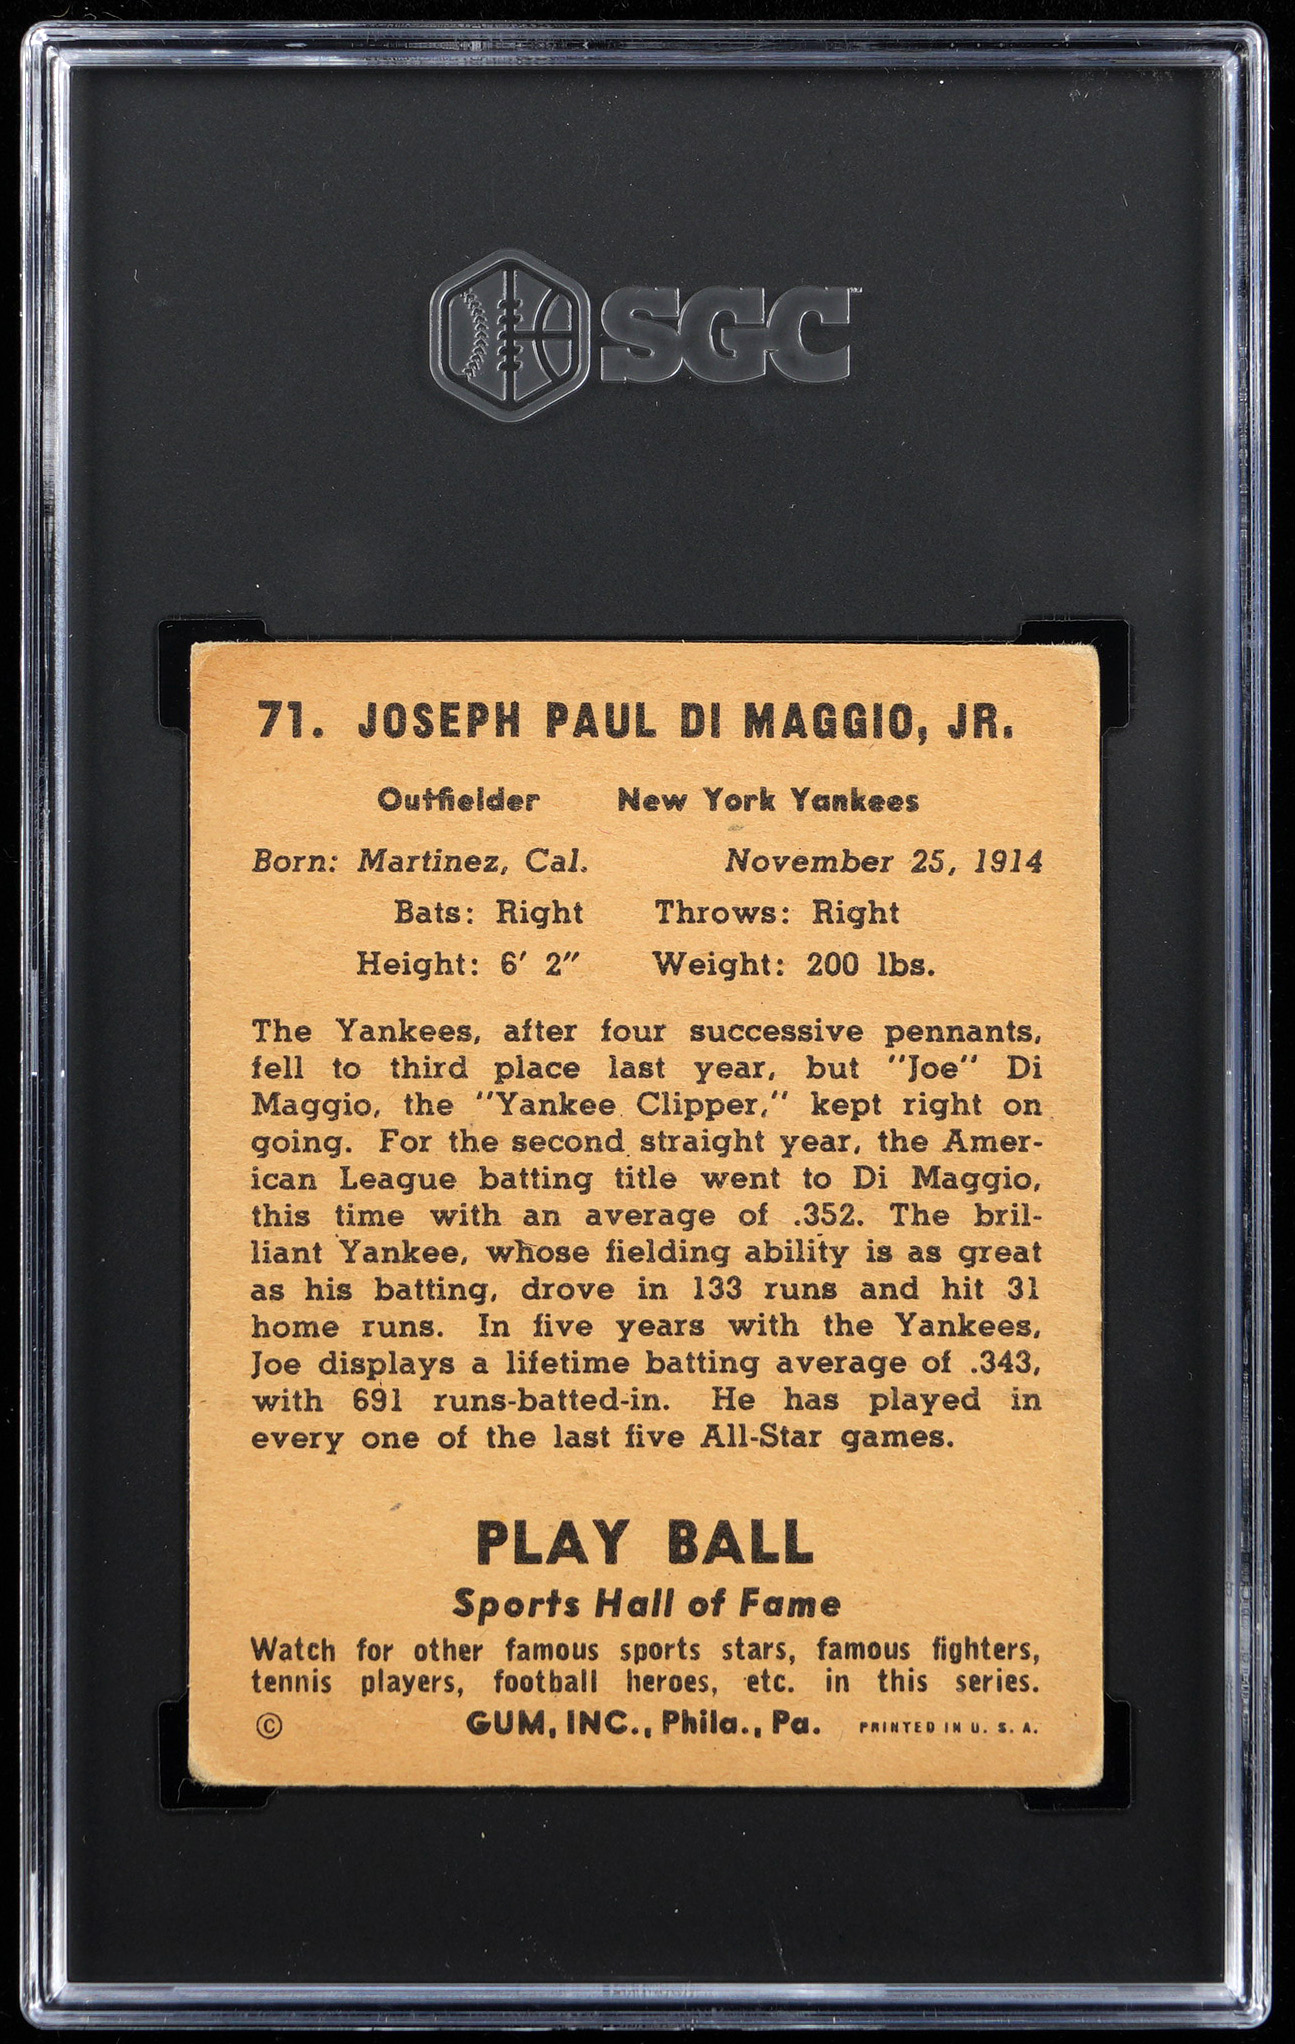 SGC
71. JOSEPH PAUL DI MAGGIO, JR.
Outfielder New York Yankees
Born: Martinez, Cal. November 25, 1914
Bats: Right Throws: Right
Height: 6′ 2″ Weight: 200 lbs.
The Yankees, after four successive pennants,
fell to third place last year, but "Joe" Di
Maggio, the "Yankee Clipper," kept right on
going. For the second straight year, the Amer-
ican League batting title went to Di Maggio,
this time with an average of .352. The bril-
liant Yankee, whose fielding ability is as great
as his batting, drove in 133 runs and hit 31
home runs. In five years with the Yankees,
Joe displays a lifetime batting average of .343,
with 691 runs-batted-in. He has played in
every one of the last five All-Star games.
PLAY BALL
Sports Hall of Fame
Watch for other famous sports stars, famous fighters,
tennis players, football heroes, etc. in this series.
© GUM, INC., Phila., Pa. PRINTED IN U. S. A.